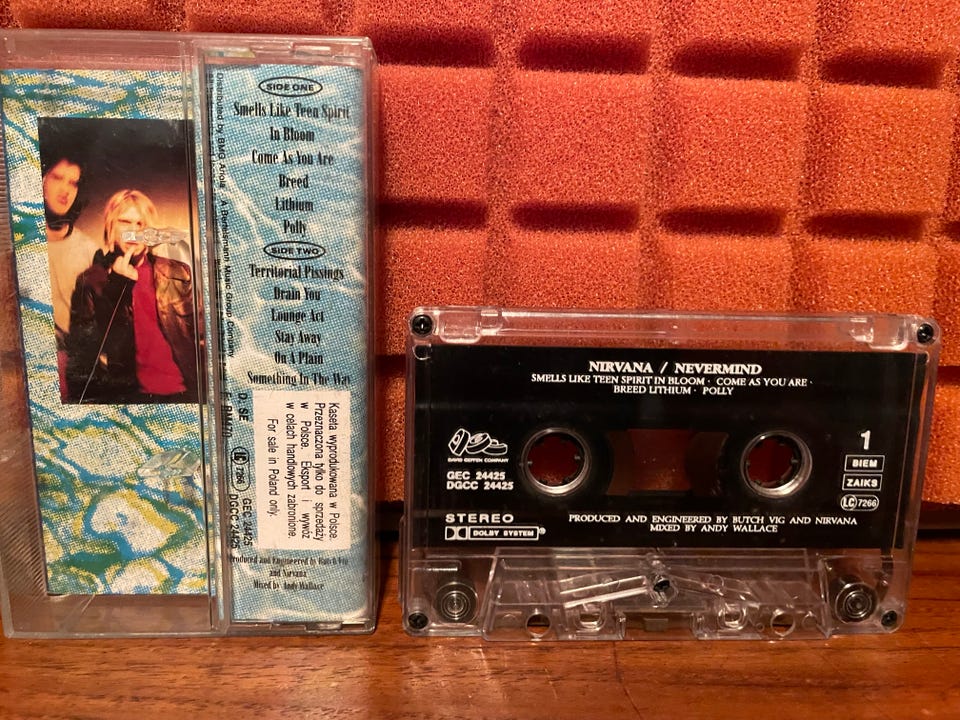 SIDE ONE
Smells Like Teen Spirit
In Bloom
Come As You Are
Breed
Lithium
Polly
SIDE TWO
Territorial Pissings
Drain You
Lounge Act
Stay Away
On A Plain
Something In The Way
Distributed by BMG Ariola · A Bertelsmann Music Group Company
D: SE
F: BM670
LC 7266
GEC 24425
DGCC 24425
Kaseta wyprodukowana w Polsce.
Przeznaczona tylko do sprzedaży
w Polsce. Eksport i wywóz
w celach handowych zabronione.
For sale in Poland only.
Produced and Engineered by Butch Vig
and Nirvana
Mixed by Andy Wallace
NIRVANA / NEVERMIND
SMELLS LIKE TEEN SPIRIT IN BLOOM · COME AS YOU ARE ·
BREED LITHIUM · POLLY
DAVID GEFFEN COMPANY
GEC 24425
DGCC 24425
1
BIEM
ZAIKS
LC 7266
STEREO
DOLBY SYSTEM®
PRODUCED AND ENGINEERED BY BUTCH VIG AND NIRVANA
MIXED BY ANDY WALLACE